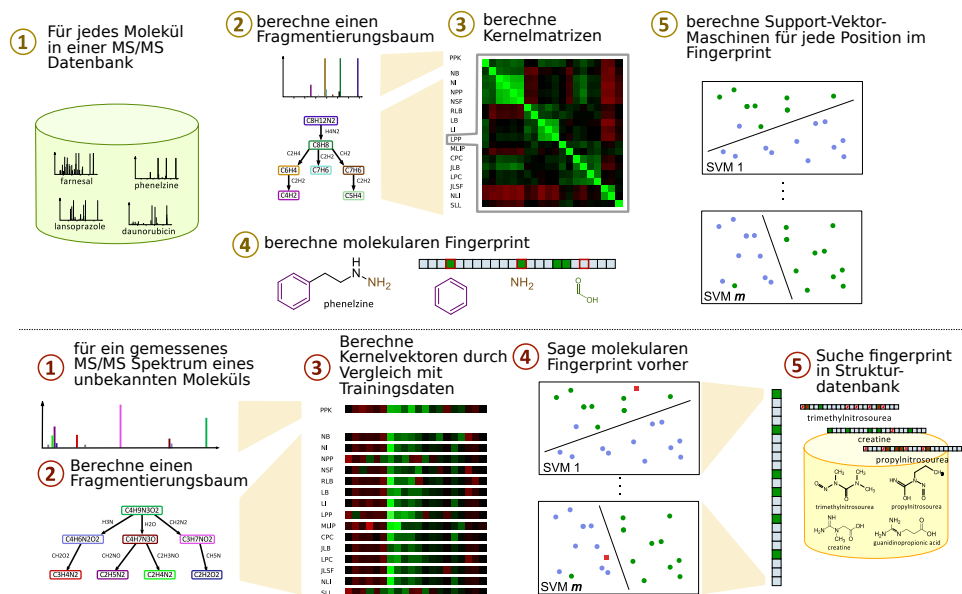 1
Für jedes Molekül
in einer MS/MS
Datenbank
farnesal
phenelzine
lansoprazole
daunorubicin
2
berechne einen
Fragmentierungsbaum
C8H12N2
H4N2
C8H8
C2H4
C2H2
CH2
C6H4
C7H6
C7H6
C2H2
C2H2
C4H2
C5H4
3
berechne
Kernelmatrizen
PPK
NB
NI
NPP
NSF
RLB
LB
LI
LPP
MLIP
CPC
JLB
LPC
JLSF
NLI
SLL
4
berechne molekularen Fingerprint
H
N
NH2
phenelzine
NH2
O
OH
5
berechne Support-Vektor-
Maschinen für jede Position im
Fingerprint
SVM 1
SVM m
1
für ein gemessenes
MS/MS Spektrum eines
unbekannten Moleküls
2
Berechne einen
Fragmentierungsbaum
C4H9N3O2
H3N
H2O
CH2N2
C4H6N2O2
C4H7N3O
C3H7NO2
CH2O2
CH2NO
C2H3NO
CH5N
C3H4N2
C2H5N2
C2H4N2
C2H2O2
3
Berechne
Kernelvektoren durch
Vergleich mit
Trainingsdaten
PPK
NB
NI
NPP
NSF
RLB
LB
LI
LPP
MLIP
CPC
JLB
LPC
JLSF
NLI
SLL
4
Sage molekularen
Fingerprint vorher
SVM 1
SVM m
5
Suche fingerprint
in Struktur-
datenbank
trimethylnitrosourea
creatine
propylnitrosourea
trimethylnitrosourea
propylnitrosourea
creatine
guanidinopropionic acid